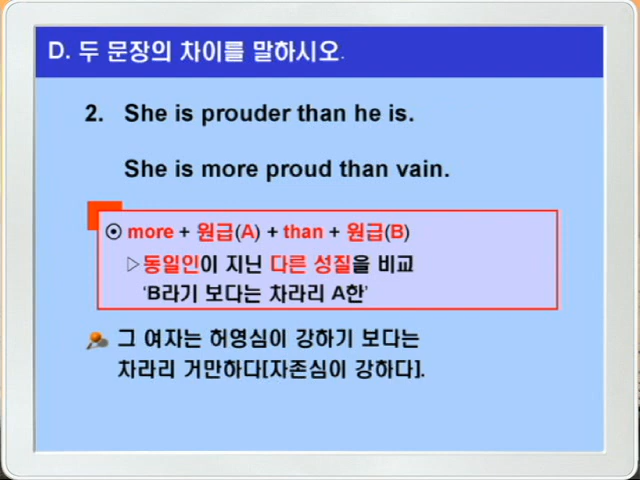 D. 두 문장의 차이를 말하시오.
2. She is prouder than he is.
She is more proud than vain.
⊙ more + 원급(A) + than + 원급(B)
▷동일인이 지닌 다른 성질을 비교
'B라기 보다는 차라리 A한'
그 여자는 허영심이 강하기 보다는
차라리 거만하다[자존심이 강하다].